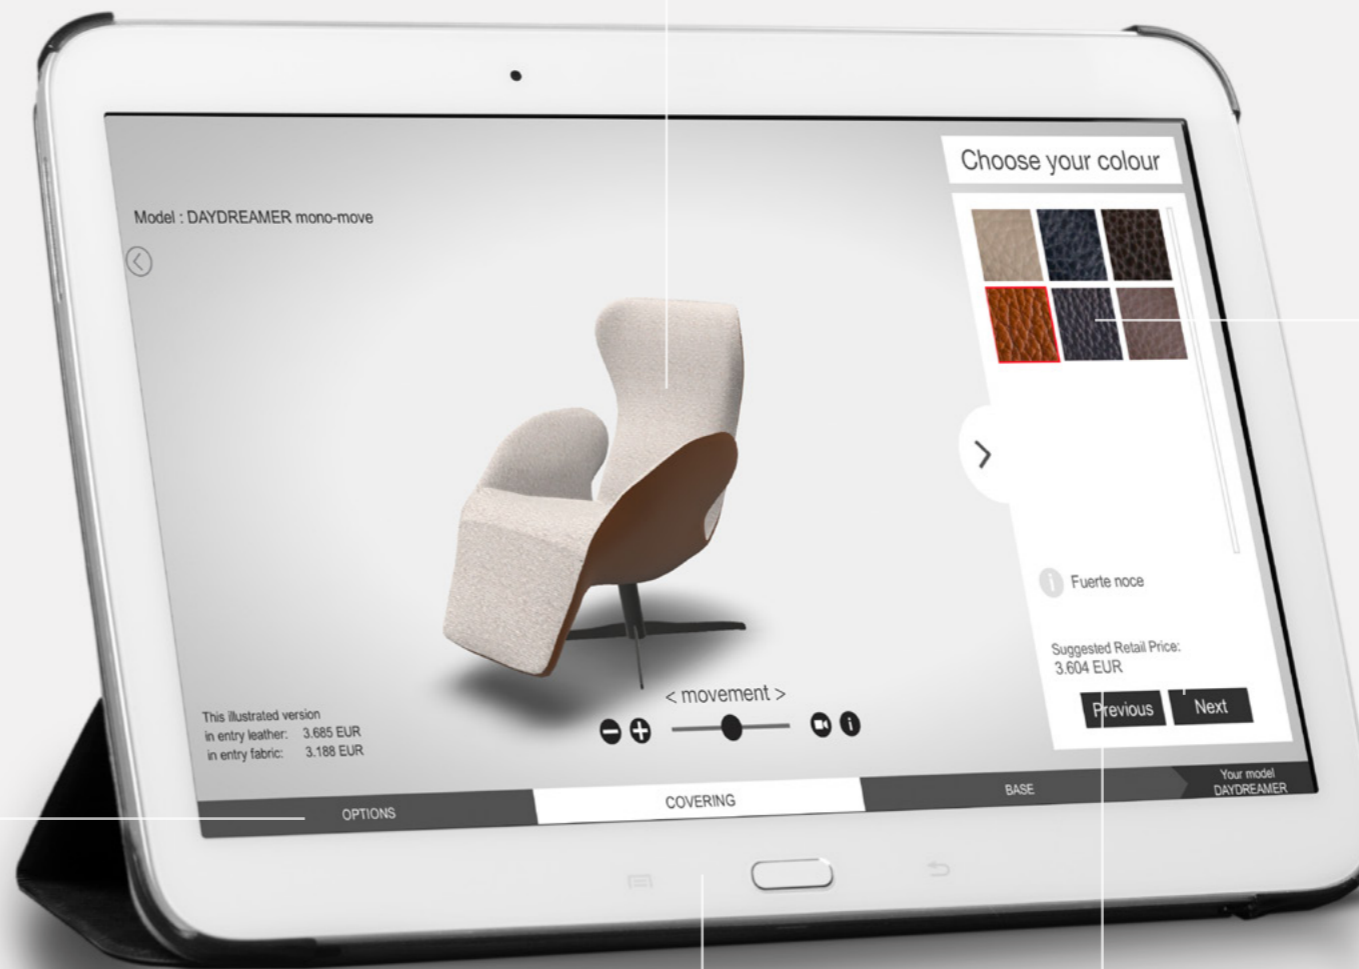 Choose your colour
Model : DAYDREAMER mono-move
Fuerte noce
Suggested Retail Price:
3.604 EUR
Previous
Next
< movement >
This illustrated version
in entry leather: 3.685 EUR
in entry fabric: 3.188 EUR
OPTIONS
COVERING
BASE
Your model
DAYDREAMER